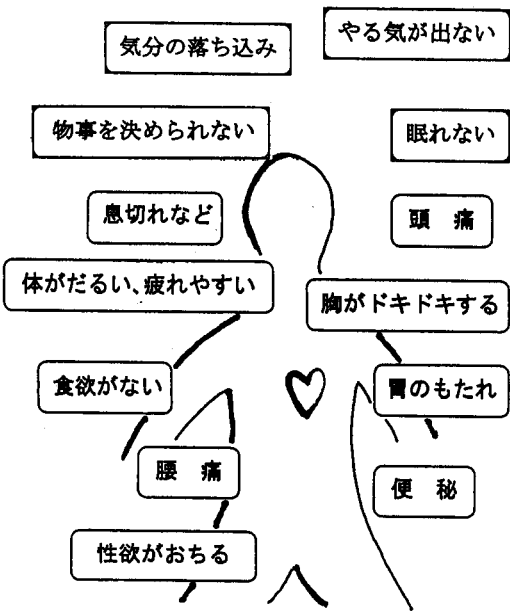 気分の落ち込み
やる気が出ない
物事を決められない
眠れない
息切れなど
頭 痛
体がだるい、疲れやすい
胸がドキドキする
食欲がない
胃のもたれ
腰 痛
便 秘
性欲がおちる